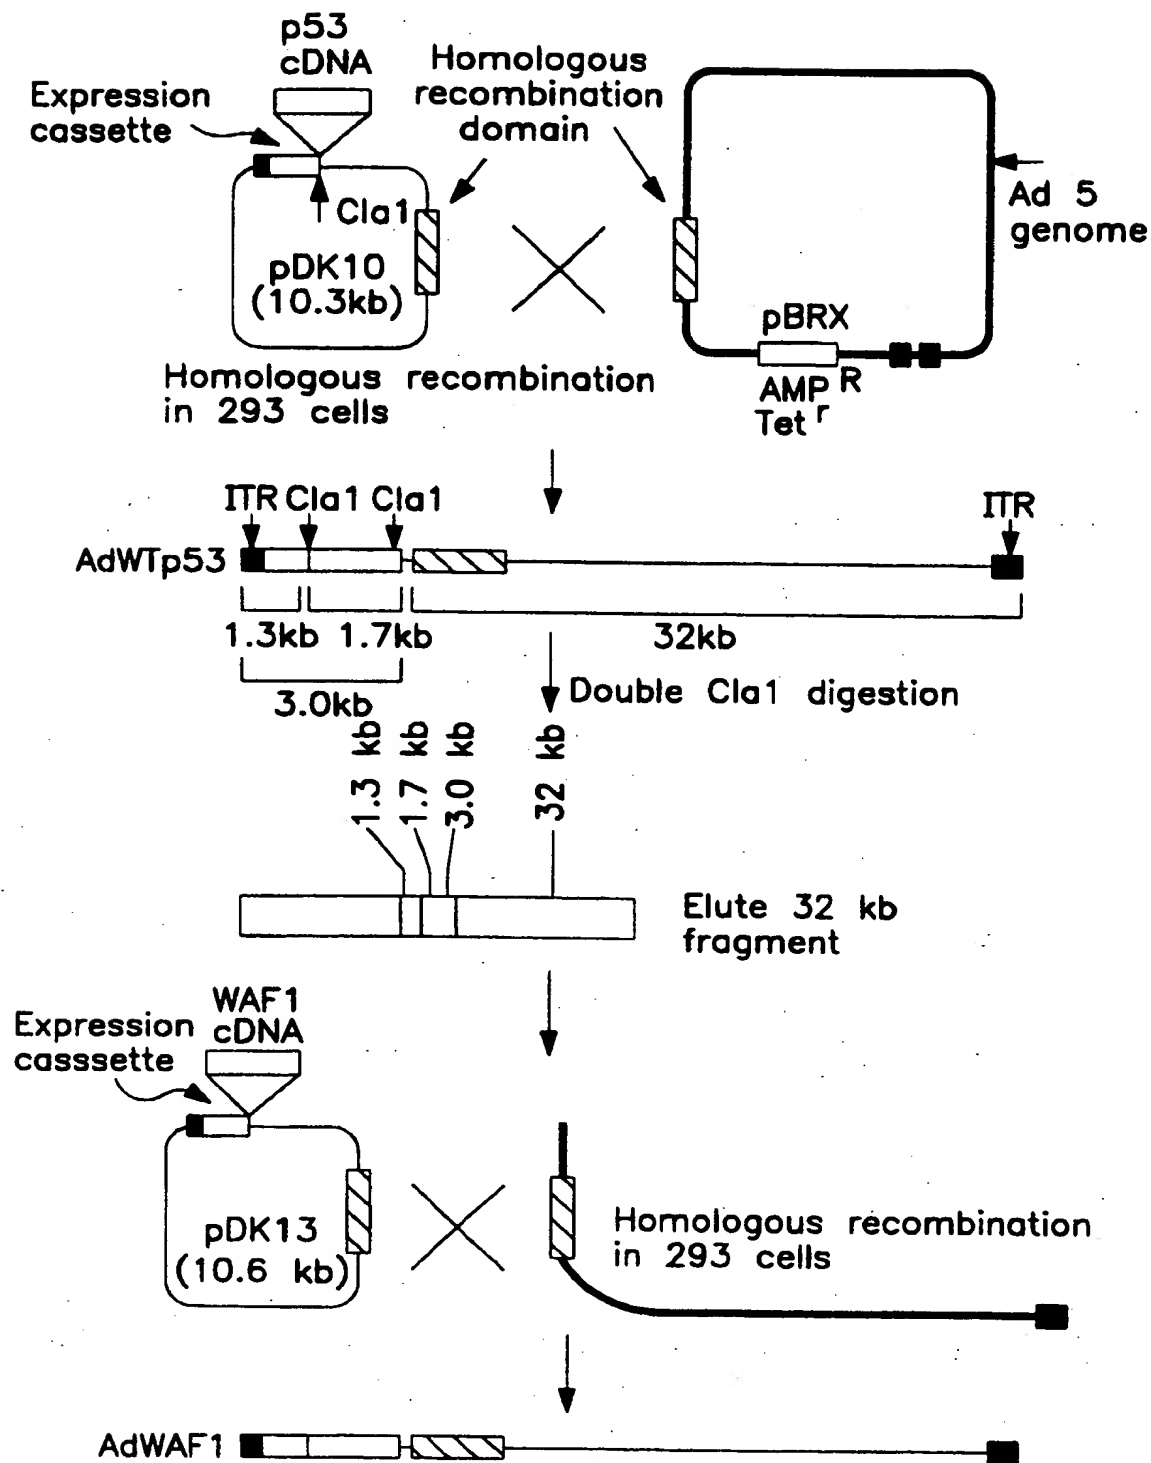 p53
cDNA
Expression
cassette
Homologous
recombination
domain
Cla1
pDK10
(10.3kb)
Ad 5
genome
pBRX
AMP R
Tet r
Homologous recombination
in 293 cells
ITR Cla1 Cla1
ITR
AdWTp53
1.3kb 1.7kb
32kb
3.0kb
Double Cla1 digestion
1.3 kb
1.7 kb
3.0 kb
32 kb
Elute 32 kb
fragment
WAF1
cDNA
Expression
casssette
pDK13
(10.6 kb)
Homologous recombination
in 293 cells
AdWAF1